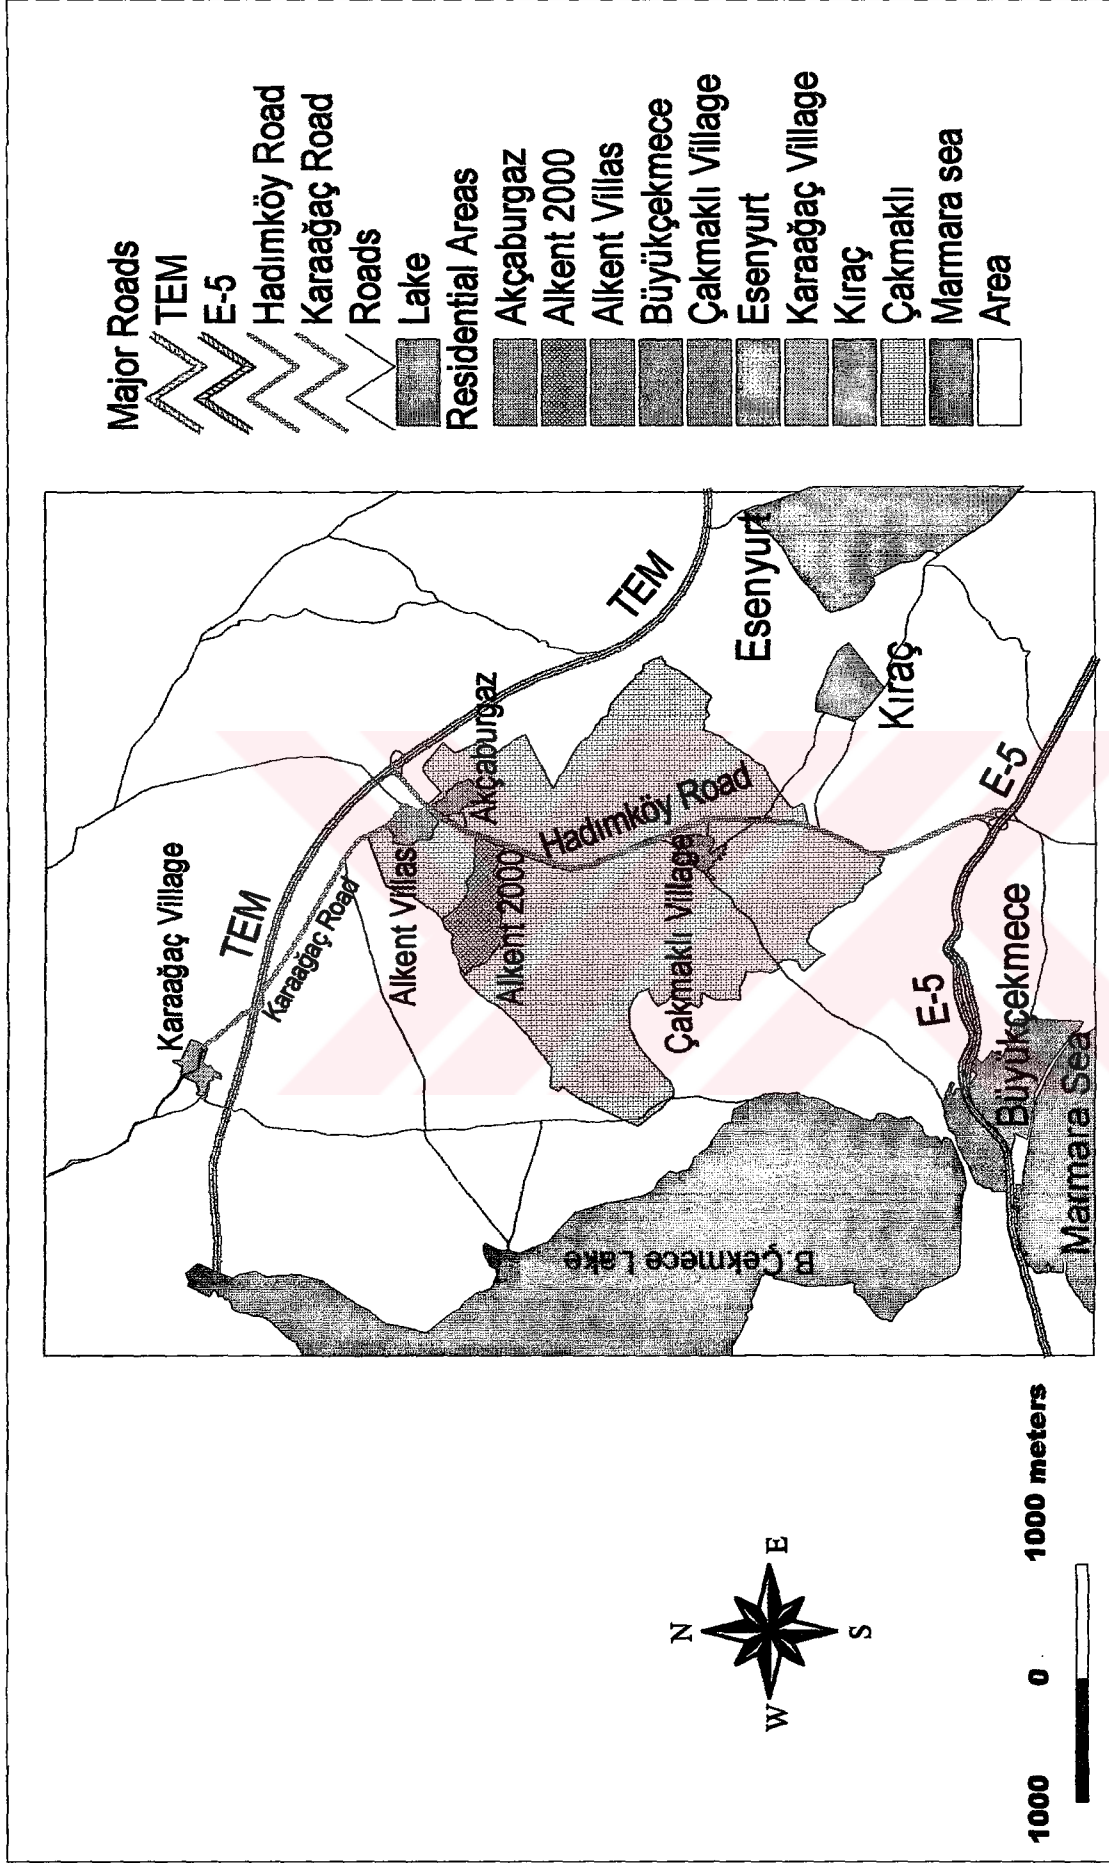 Major Roads
TEM
E-5
Hadımköy Road
Karaağaç Road
Roads
Lake
Residential Areas
Akçaburgaz
Alkent 2000
Alkent Villas
Büyükçekmece
Çakmaklı Village
Esenyurt
Karaağaç Village
Kıraç
Çakmaklı
Marmara sea
Area
Karaağaç Village
TEM
Karaağaç Road
Alkent Villas
Akçaburgaz
TEM
Alkent 2000
Hadımköy Road
Çakmaklı Village
Esenyurt
Kıraç
B.Çekmece Lake
E-5
E-5
Büyükçekmece
Marmara Sea
N
W
E
S
1000
0
1000 meters